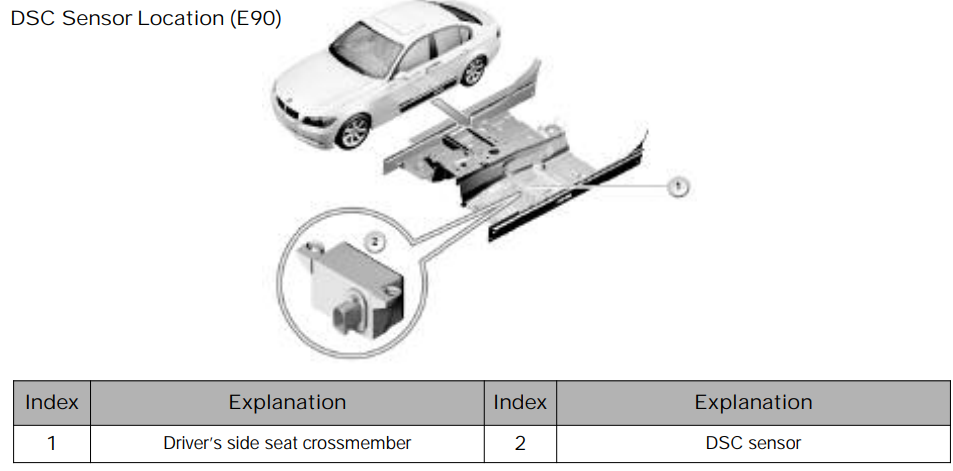 DSC Sensor Location (E90)
1
2
Index Explanation Index Explanation
1 Driver's side seat crossmember 2 DSC sensor